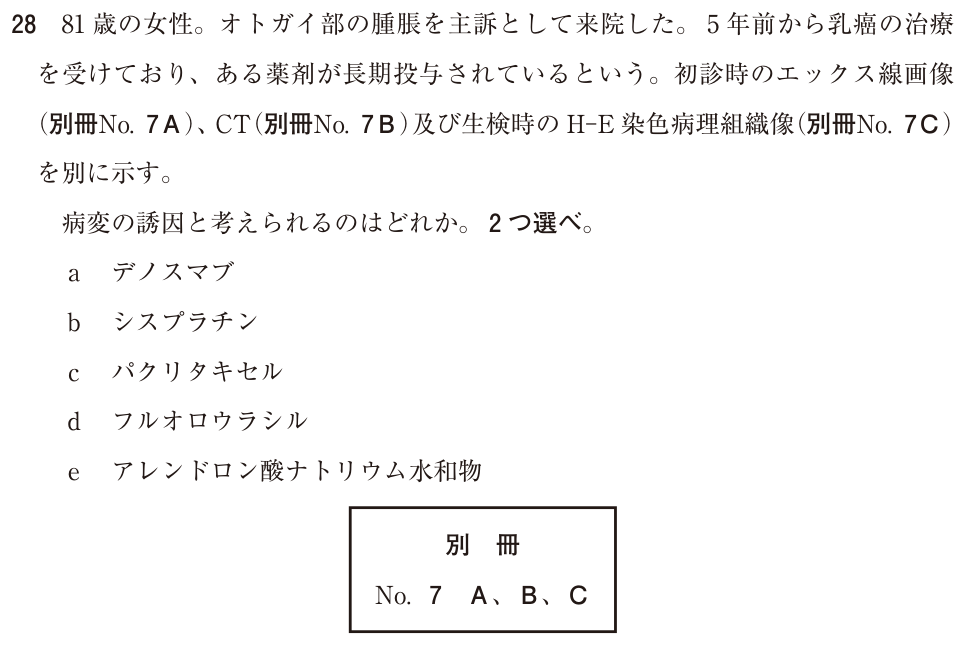 28 81歳の女性。オトガイ部の腫脹を主訴として来院した。5年前から乳癌の治療
を受けており、ある薬剤が長期投与されているという。初診時のエックス線画像
(別冊No. 7A)、CT(別冊No. 7B)及び生検時のH-E染色病理組織像(別冊No. 7C)
を別に示す。
病変の誘因と考えられるのはどれか。2つ選べ。
a デノスマブ
b シスプラチン
c パクリタキセル
d フルオロウラシル
e アレンドロン酸ナトリウム水和物
別 冊
No. 7 A、B、C